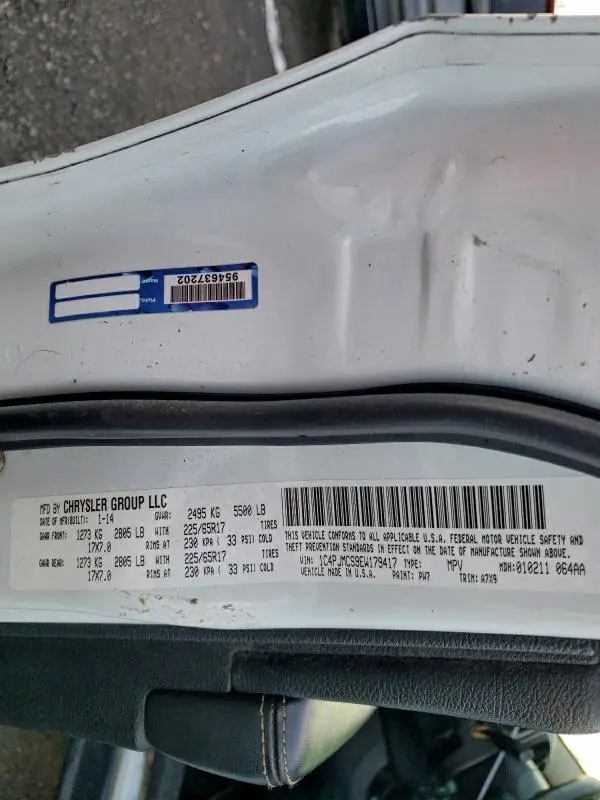 954637202
Plate:
Name:
MFD BY CHRYSLER GROUP LLC
DATE OF MFR(BUILT): 1-14 GVWR: 2495 KG 5500 LB
GAWR FRONT: 1273 KG 2805 LB WITH 225/65R17 TIRES
17X7.0 RIMS AT 230 KPA ( 33 PSI) COLD
GAWR REAR: 1273 KG 2805 LB WITH 225/65R17 TIRES
17X7.0 RIMS AT 230 KPA ( 33 PSI) COLD
THIS VEHICLE CONFORMS TO ALL APPLICABLE U.S.A. FEDERAL MOTOR VEHICLE SAFETY,
THEFT PREVENTION STANDARDS IN EFFECT ON THE DATE OF MANUFACTURE SHOWN ABOVE.
VIN: 1C4PJMCS9EW179417 TYPE: MPV MDH: 010211 064AA
VEHICLE MADE IN U.S.A. PAINT: PW7 TRIM: A7X9